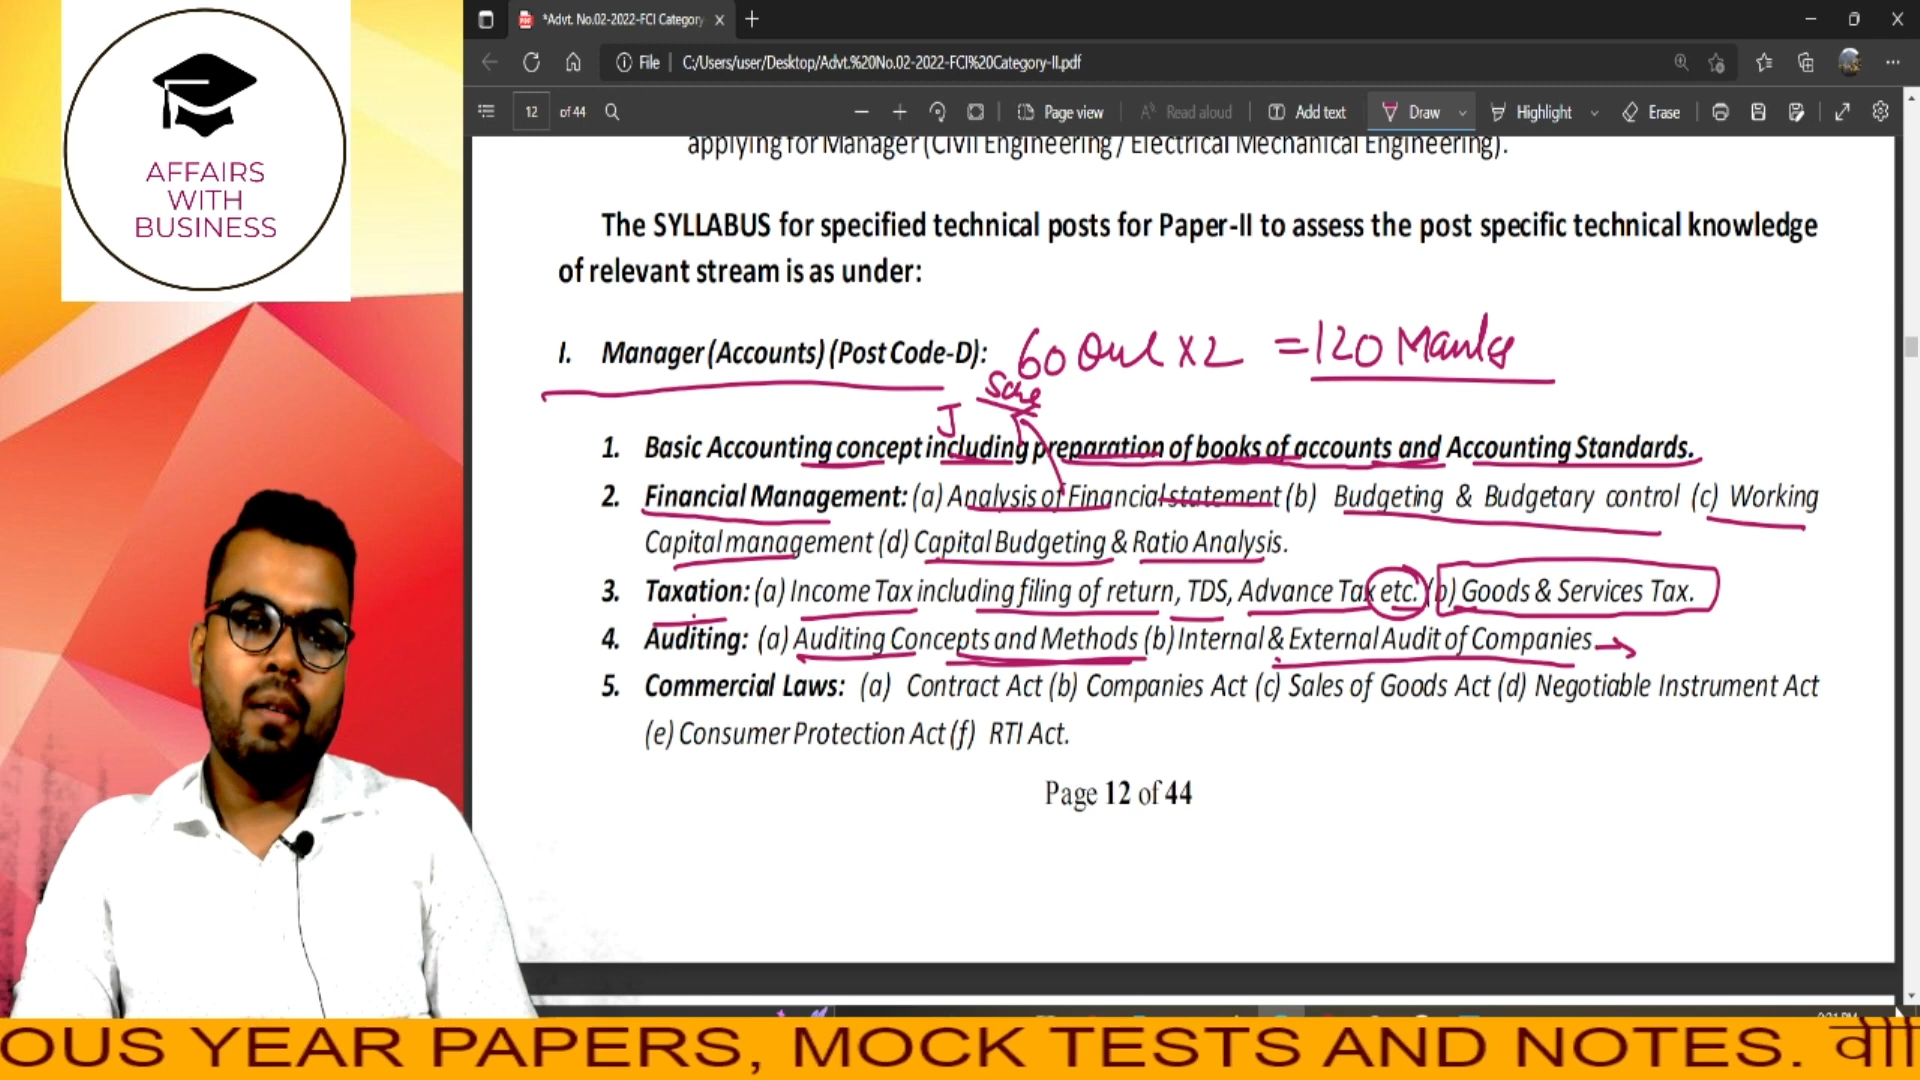 AFFAIRS
WITH
BUSINESS
*Advt. No.02-2022-FCI Category
File
C:/Users/user/Desktop/Advt.%20No.02-2022-FCI%20Category-II.pdf
12 of 44
Page view
Read aloud
Add text
Draw
Highlight
Erase
applying for Manager (Civil Engineering / Electrical Mechanical Engineering).
The SYLLABUS for specified technical posts for Paper-II to assess the post specific technical knowledge
of relevant stream is as under:
I. Manager (Accounts) (Post Code-D): 60 Que X2 = 120 Marks
J
1. Basic Accounting concept including preparation of books of accounts and Accounting Standards.
2. Financial Management: (a) Analysis of Financial statement (b) Budgeting & Budgetary control (c) Working
Capital management (d) Capital Budgeting & Ratio Analysis.
3. Taxation: (a) Income Tax including filing of return, TDS, Advance Tax etc. (b) Goods & Services Tax.
4. Auditing: (a) Auditing Concepts and Methods (b) Internal & External Audit of Companies
5. Commercial Laws: (a) Contract Act (b) Companies Act (c) Sales of Goods Act (d) Negotiable Instrument Act
(e) Consumer Protection Act (f) RTI Act.
Page 12 of 44
OUS YEAR PAPERS, MOCK TESTS AND NOTES.